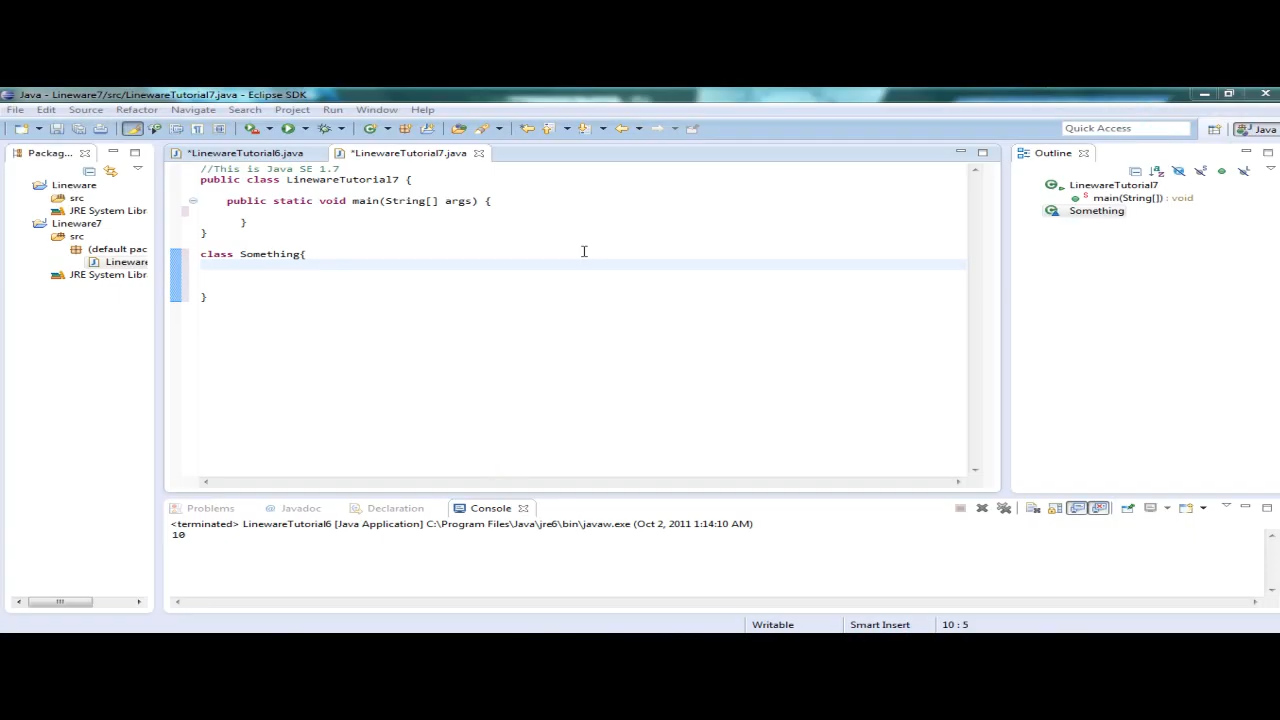 Java - Lineware7/src/LinewareTutorial7.java - Eclipse SDK
File Edit Source Refactor Navigate Search Project Run Window Help
Quick Access
Java
Packag...
*LinewareTutorial6.java
*LinewareTutorial7.java
Outline
Lineware
src
JRE System Libr
Lineware7
src
(default pac
Lineware
JRE System Libr
//This is Java SE 1.7
public class LinewareTutorial7 {
public static void main(String[] args) {
}
}
class Something{
}
LinewareTutorial7
main(String[]) : void
Something
Problems Javadoc Declaration Console
<terminated> LinewareTutorial6 [Java Application] C:\Program Files\Java\jre6\bin\javaw.exe (Oct 2, 2011 1:14:10 AM)
10
Writable Smart Insert 10 : 5